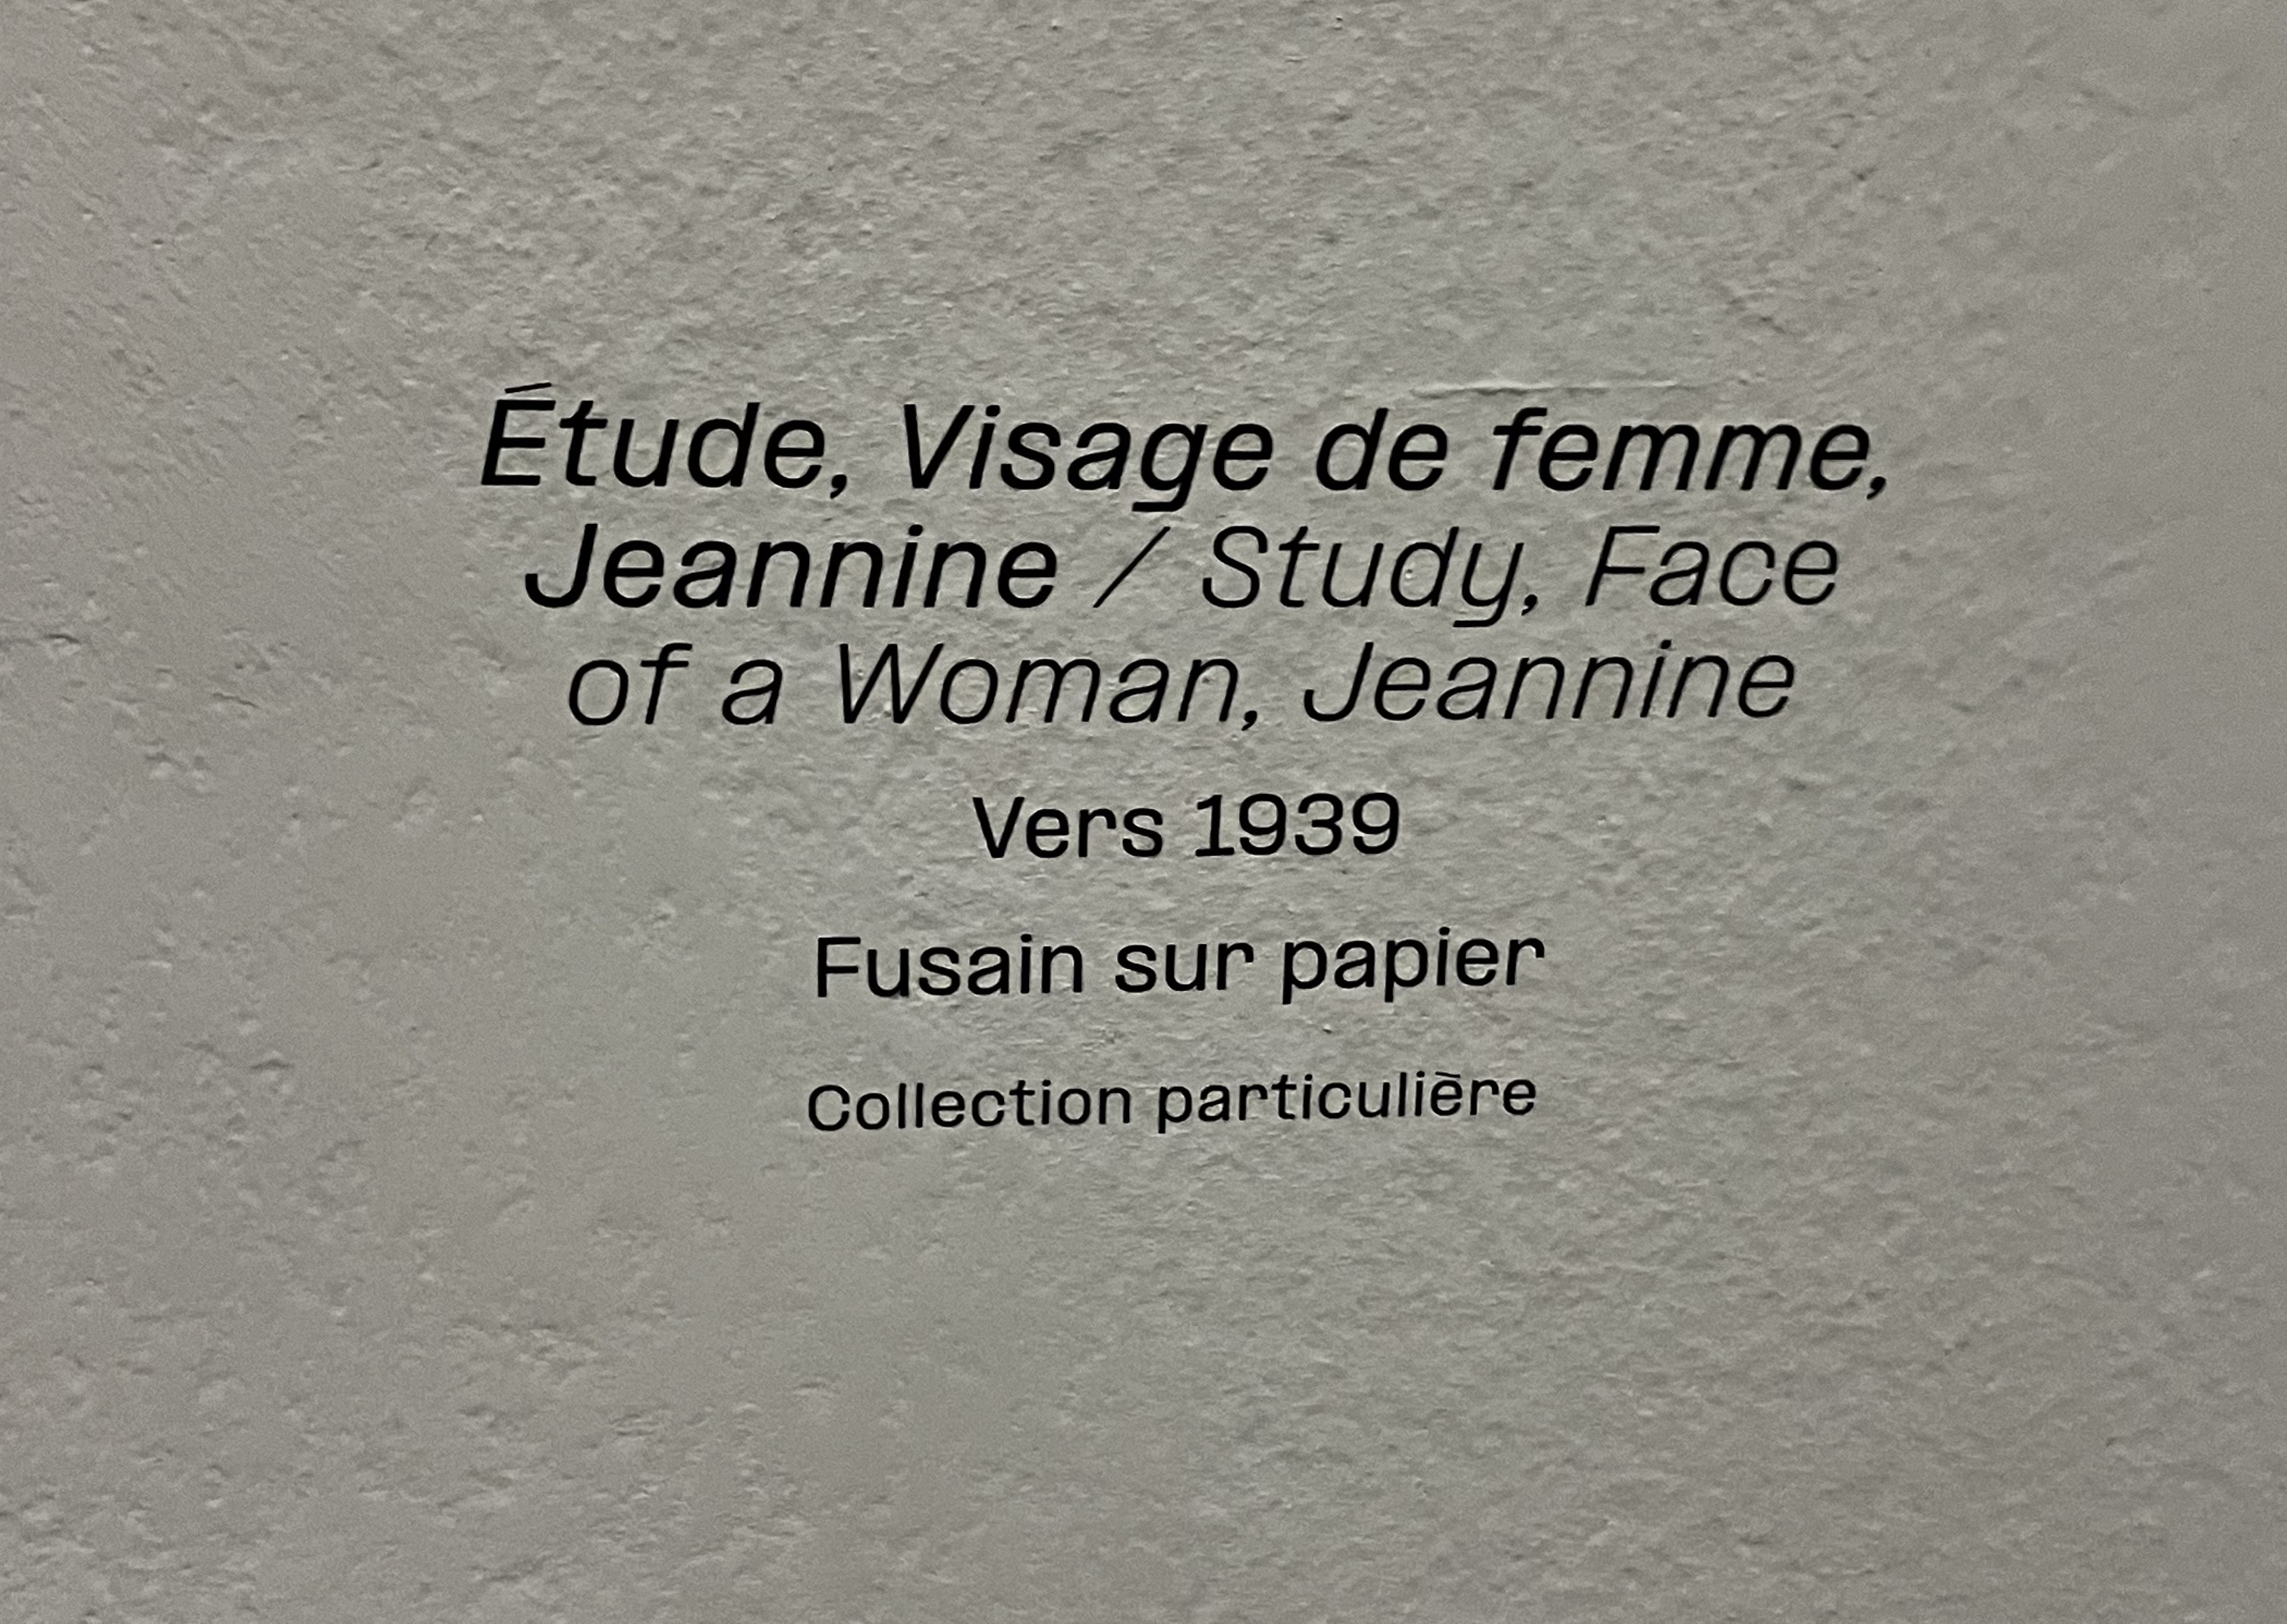 Étude, Visage de femme,
Jeannine / Study, Face
of a Woman, Jeannine
Vers 1939
Fusain sur papier
Collection particulière